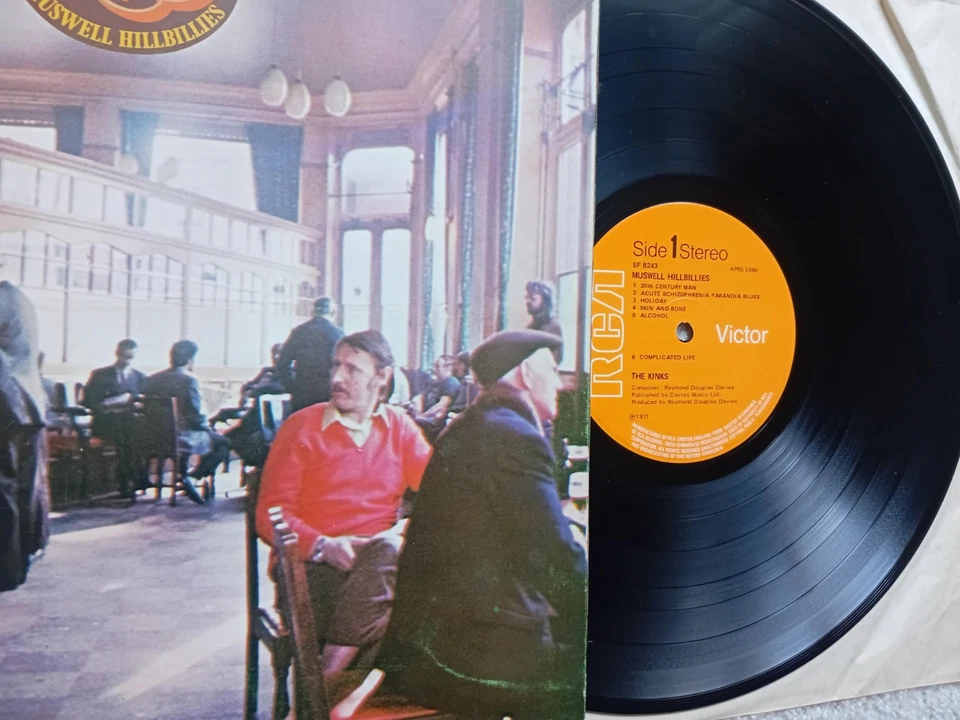 MUSWELL HILLBILLIES
RCA
Side 1 Stereo
SF 8243
MUSWELL HILLBILLIES
1 20th CENTURY MAN
2 ACUTE SCHIZOPHRENIA PARANOIA BLUES
3 HOLIDAY
4 SKIN AND BONE
5 ALCOHOL
Victor
6 COMPLICATED LIFE
THE KINKS
Composer: Raymond Douglas Davies
Published by Davray Music Ltd.
Produced by Raymond Douglas Davies
℗ 1971